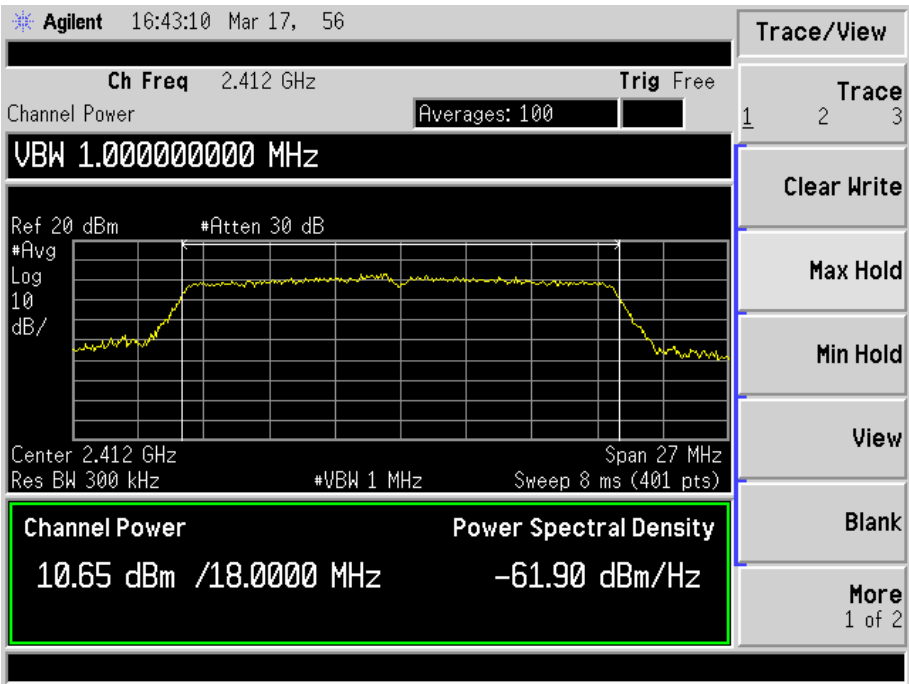 Agilent 16:43:10 Mar 17, 56
Trace/View
Ch Freq 2.412 GHz Trig Free
Channel Power Averages: 100
VBW 1.000000000 MHz
Ref 20 dBm #Atten 30 dB
#Avg
Log
10
dB/
Center 2.412 GHz Span 27 MHz
Res BW 300 kHz #VBW 1 MHz Sweep 8 ms (401 pts)
Channel Power Power Spectral Density
10.65 dBm /18.0000 MHz -61.90 dBm/Hz
Trace
1 2 3
Clear Write
Max Hold
Min Hold
View
Blank
More
1 of 2